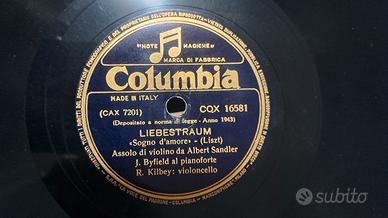 "NOTE MAGICHE"
MARCA DI FABBRICA
Columbia
MADE IN ITALY
(CAX 7201)
CQX 16581
(Depositato a norma di legge - Anno 1943)
LIEBESTRAUM
«Sogno d'amore» - (Liszt)
Assolo di violino da Albert Sandler
J. Byfield al pianoforte
R. Kilbey: violoncello
subito